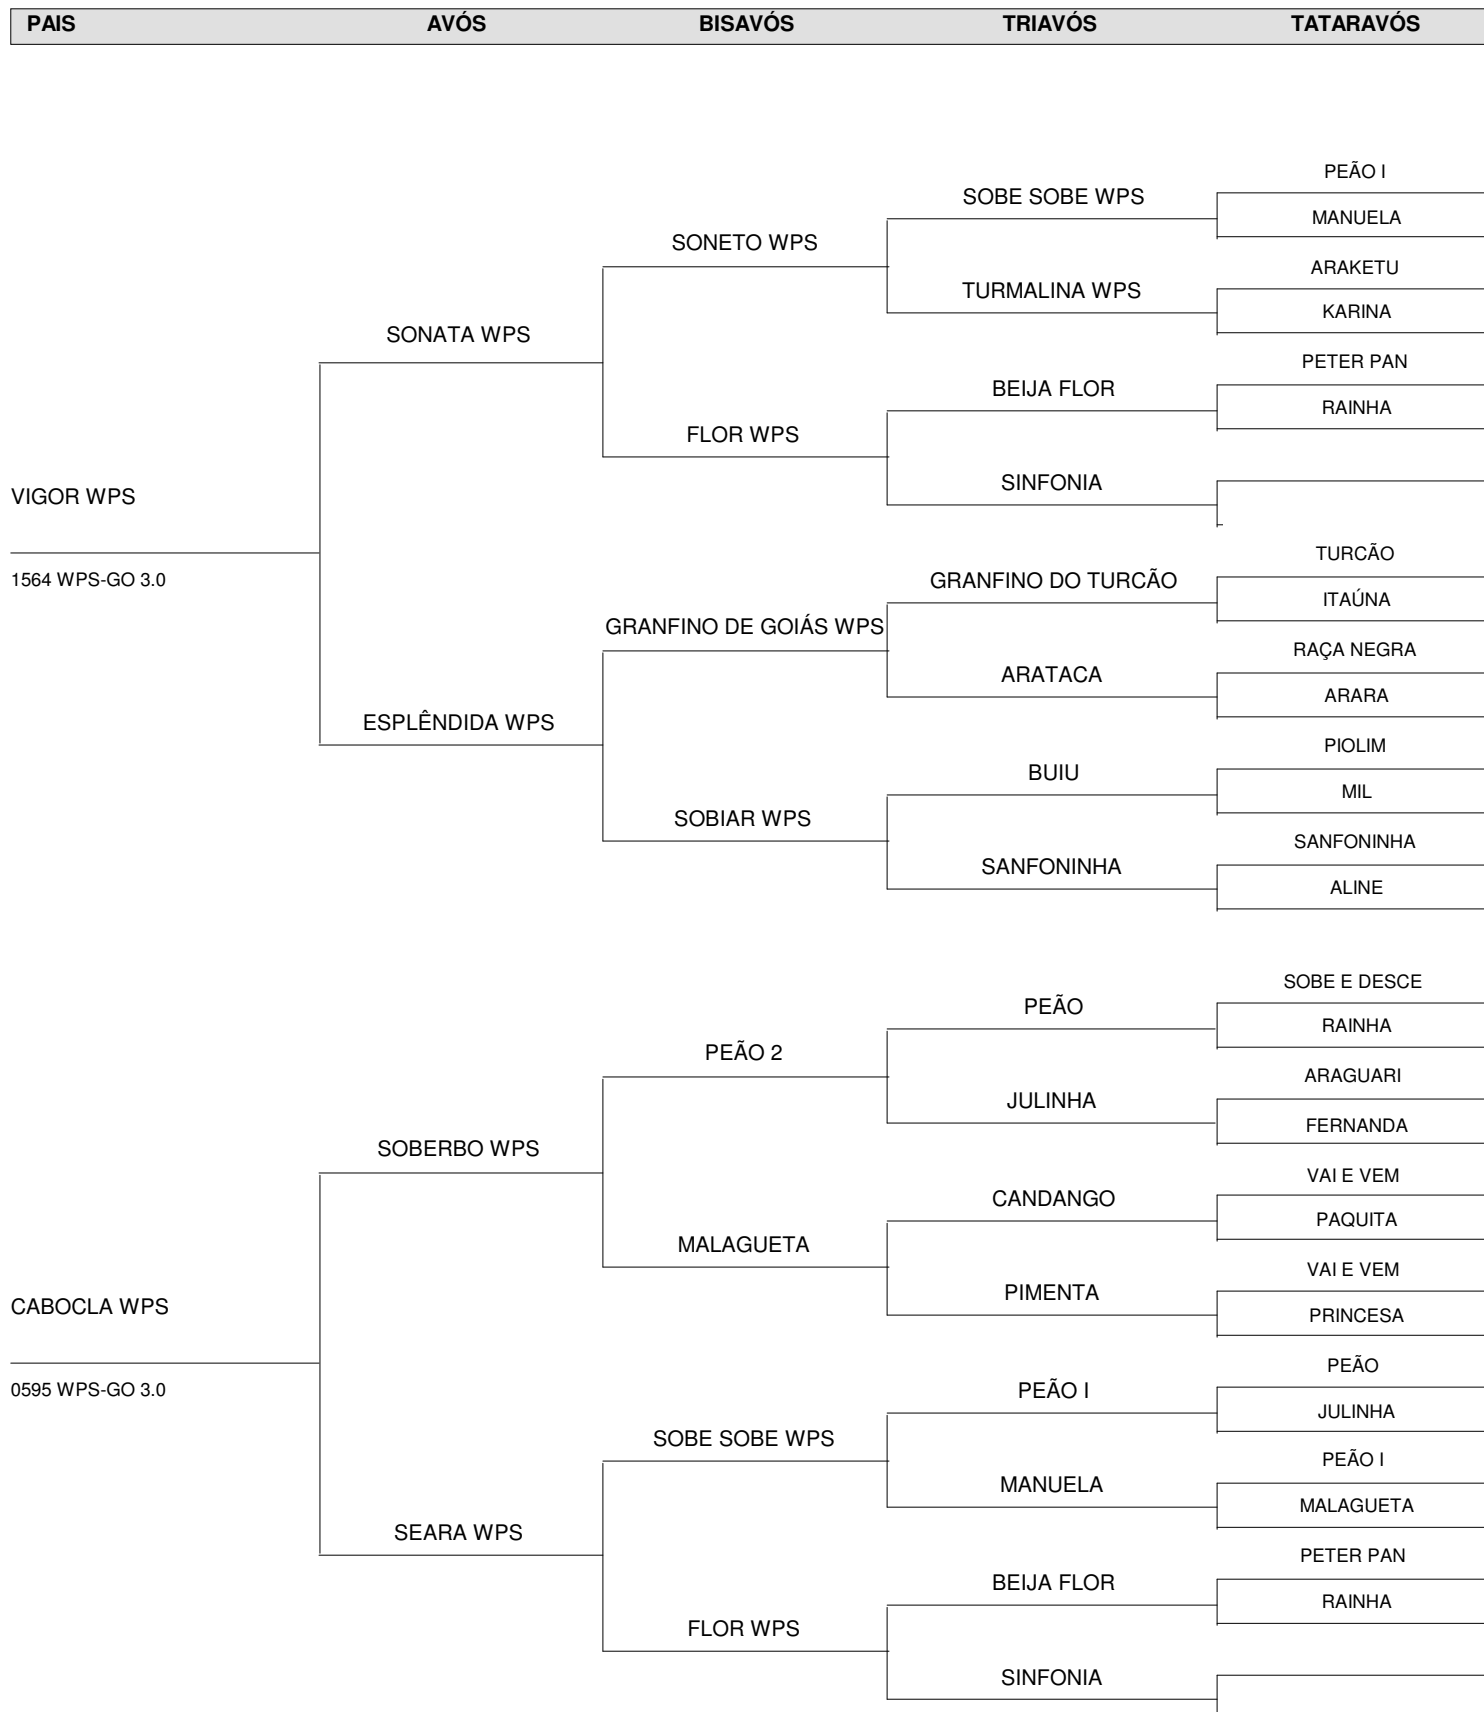 PAIS AVÓS BISAVÓS TRIAVÓS TATARAVÓS
PEÃO I
SOBE SOBE WPS
MANUELA
SONETO WPS
ARAKETU
TURMALINA WPS
KARINA
SONATA WPS
PETER PAN
BEIJA FLOR
RAINHA
FLOR WPS
SINFONIA
VIGOR WPS
1564 WPS-GO 3.0
TURCÃO
GRANFINO DO TURCÃO
ITAÚNA
GRANFINO DE GOIÁS WPS
RAÇA NEGRA
ARATACA
ARARA
ESPLÊNDIDA WPS
PIOLIM
BUIU
MIL
SOBIAR WPS
SANFONINHA
SANFONINHA
ALINE
SOBE E DESCE
PEÃO
RAINHA
PEÃO 2
ARAGUARI
JULINHA
FERNANDA
SOBERBO WPS
VAI E VEM
CANDANGO
PAQUITA
MALAGUETA
VAI E VEM
PIMENTA
PRINCESA
CABOCLA WPS
0595 WPS-GO 3.0
PEÃO
PEÃO I
JULINHA
SOBE SOBE WPS
PEÃO I
MANUELA
MALAGUETA
SEARA WPS
PETER PAN
BEIJA FLOR
RAINHA
FLOR WPS
SINFONIA